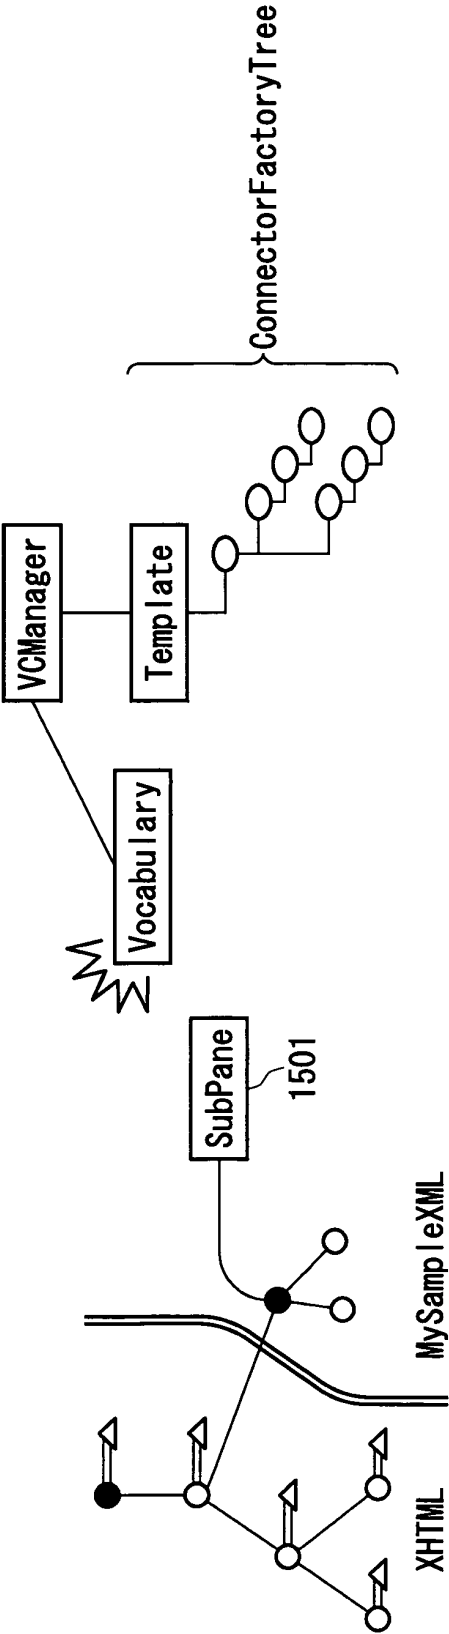 VCManager
Vocabulary
Template
ConnectorFactoryTree
SubPane
1501
XHTML
MySampleXML